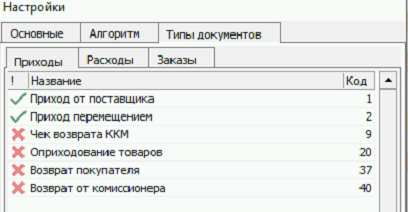 Настройки
Основные Алгоритм Типы документов
Приходы Расходы Заказы
! Название Код
Приход от поставщика 1
Приход перемещением 2
Чек возврата ККМ 9
Оприходование товаров 20
Возврат покупателя 37
Возврат от комиссионера 40